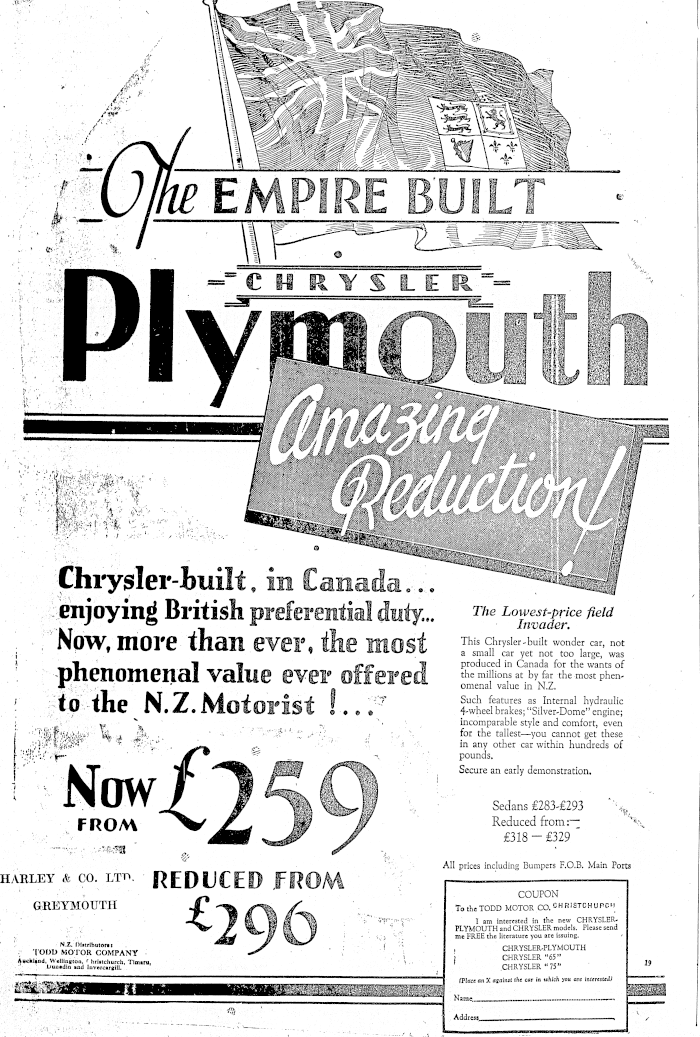 The EMPIRE BUILT
CHRYSLER
Plymouth
Amazing
Reduction!
Chrysler-built, in Canada...
enjoying British preferential duty...
Now, more than ever, the most
phenomenal value ever offered
to the N.Z. Motorist !...
NOW £259
FROM
REDUCED FROM
£296
HARLEY & CO. LTD.
GREYMOUTH
N.Z. Distributors:
TODD MOTOR COMPANY
Auckland, Wellington, Christchurch, Timaru,
Dunedin and Invercargill.
The Lowest-price field
Invader.
This Chrysler-built wonder car, not
a small car yet not too large, was
produced in Canada for the wants of
the millions at by far the most phen-
omenal value in N.Z.
Such features as Internal hydraulic
4-wheel brakes; "Silver-Dome" engine;
incomparable style and comfort, even
for the tallest—you cannot get these
in any other car within hundreds of
pounds.
Secure an early demonstration.
Sedans £283-£293
Reduced from:—
£318 — £329
All prices including Bumpers F.O.B. Main Ports
COUPON
To the TODD MOTOR CO. CHRISTCHURCH
I am interested in the new CHRYSLER-
PLYMOUTH and CHRYSLER models. Please send
me FREE the literature you are issuing.
CHRYSLER-PLYMOUTH
CHRYSLER "65"
CHRYSLER "75"
(Place an X against the car in which you are interested)
Name
Address
19